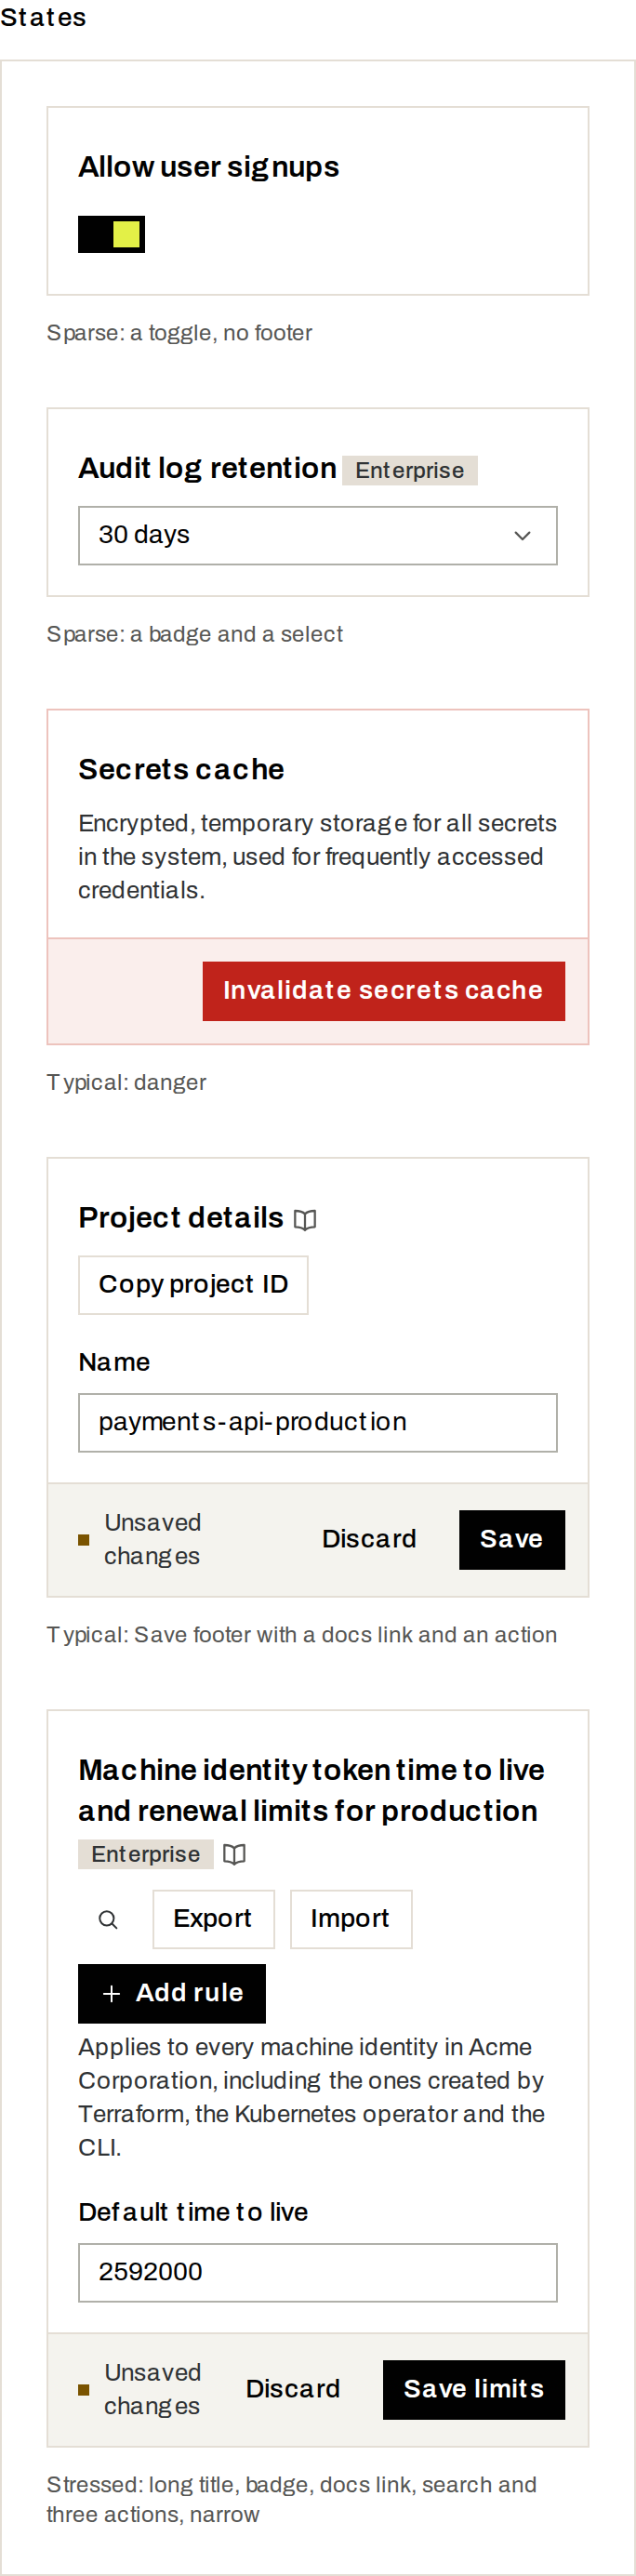 States
Allow user signups
Sparse: a toggle, no footer
Audit log retention Enterprise
30 days
Sparse: a badge and a select
Secrets cache
Encrypted, temporary storage for all secrets
in the system, used for frequently accessed
credentials.
Invalidate secrets cache
Typical: danger
Project details
Copy project ID
Name
payments-api-production
Unsaved
changes
Discard
Save
Typical: Save footer with a docs link and an action
Machine identity token time to live
and renewal limits for production
Enterprise
Export
Import
Add rule
Applies to every machine identity in Acme
Corporation, including the ones created by
Terraform, the Kubernetes operator and the
CLI.
Default time to live
2592000
Unsaved
changes
Discard
Save limits
Stressed: long title, badge, docs link, search and
three actions, narrow